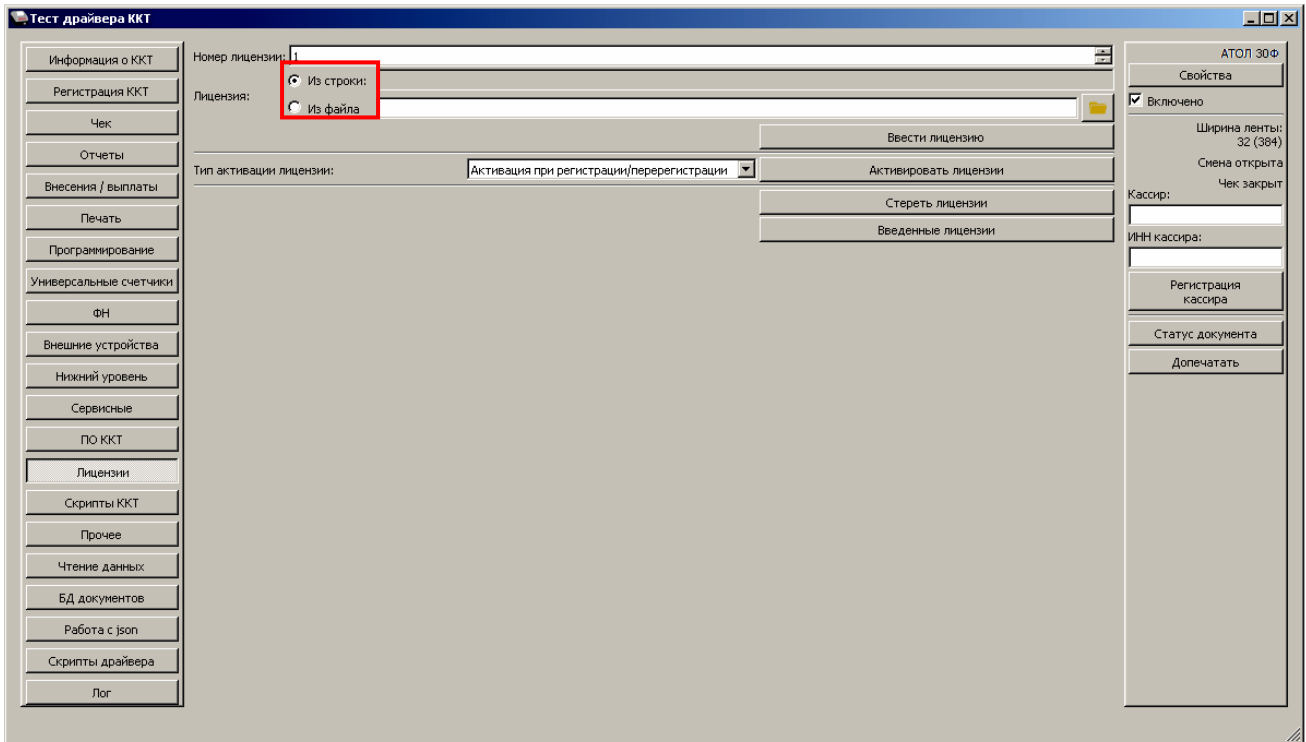 Тест драйвера ККТ
Информация о ККТ
Регистрация ККТ
Чек
Отчеты
Внесения / выплаты
Печать
Программирование
Универсальные счетчики
ФН
Внешние устройства
Нижний уровень
Сервисные
ПО ККТ
Лицензии
Скрипты ККТ
Прочее
Чтение данных
БД документов
Работа с json
Скрипты драйвера
Лог
Номер лицензии: 1
Лицензия:
Из строки:
Из файла
Ввести лицензию
Тип активации лицензии: Активация при регистрации/перерегистрации Активировать лицензии
Стереть лицензии
Введенные лицензии
АТОЛ 30Ф
Свойства
Включено
Ширина ленты:
32 (384)
Смена открыта
Чек закрыт
Кассир:
ИНН кассира:
Регистрация
кассира
Статус документа
Допечатать